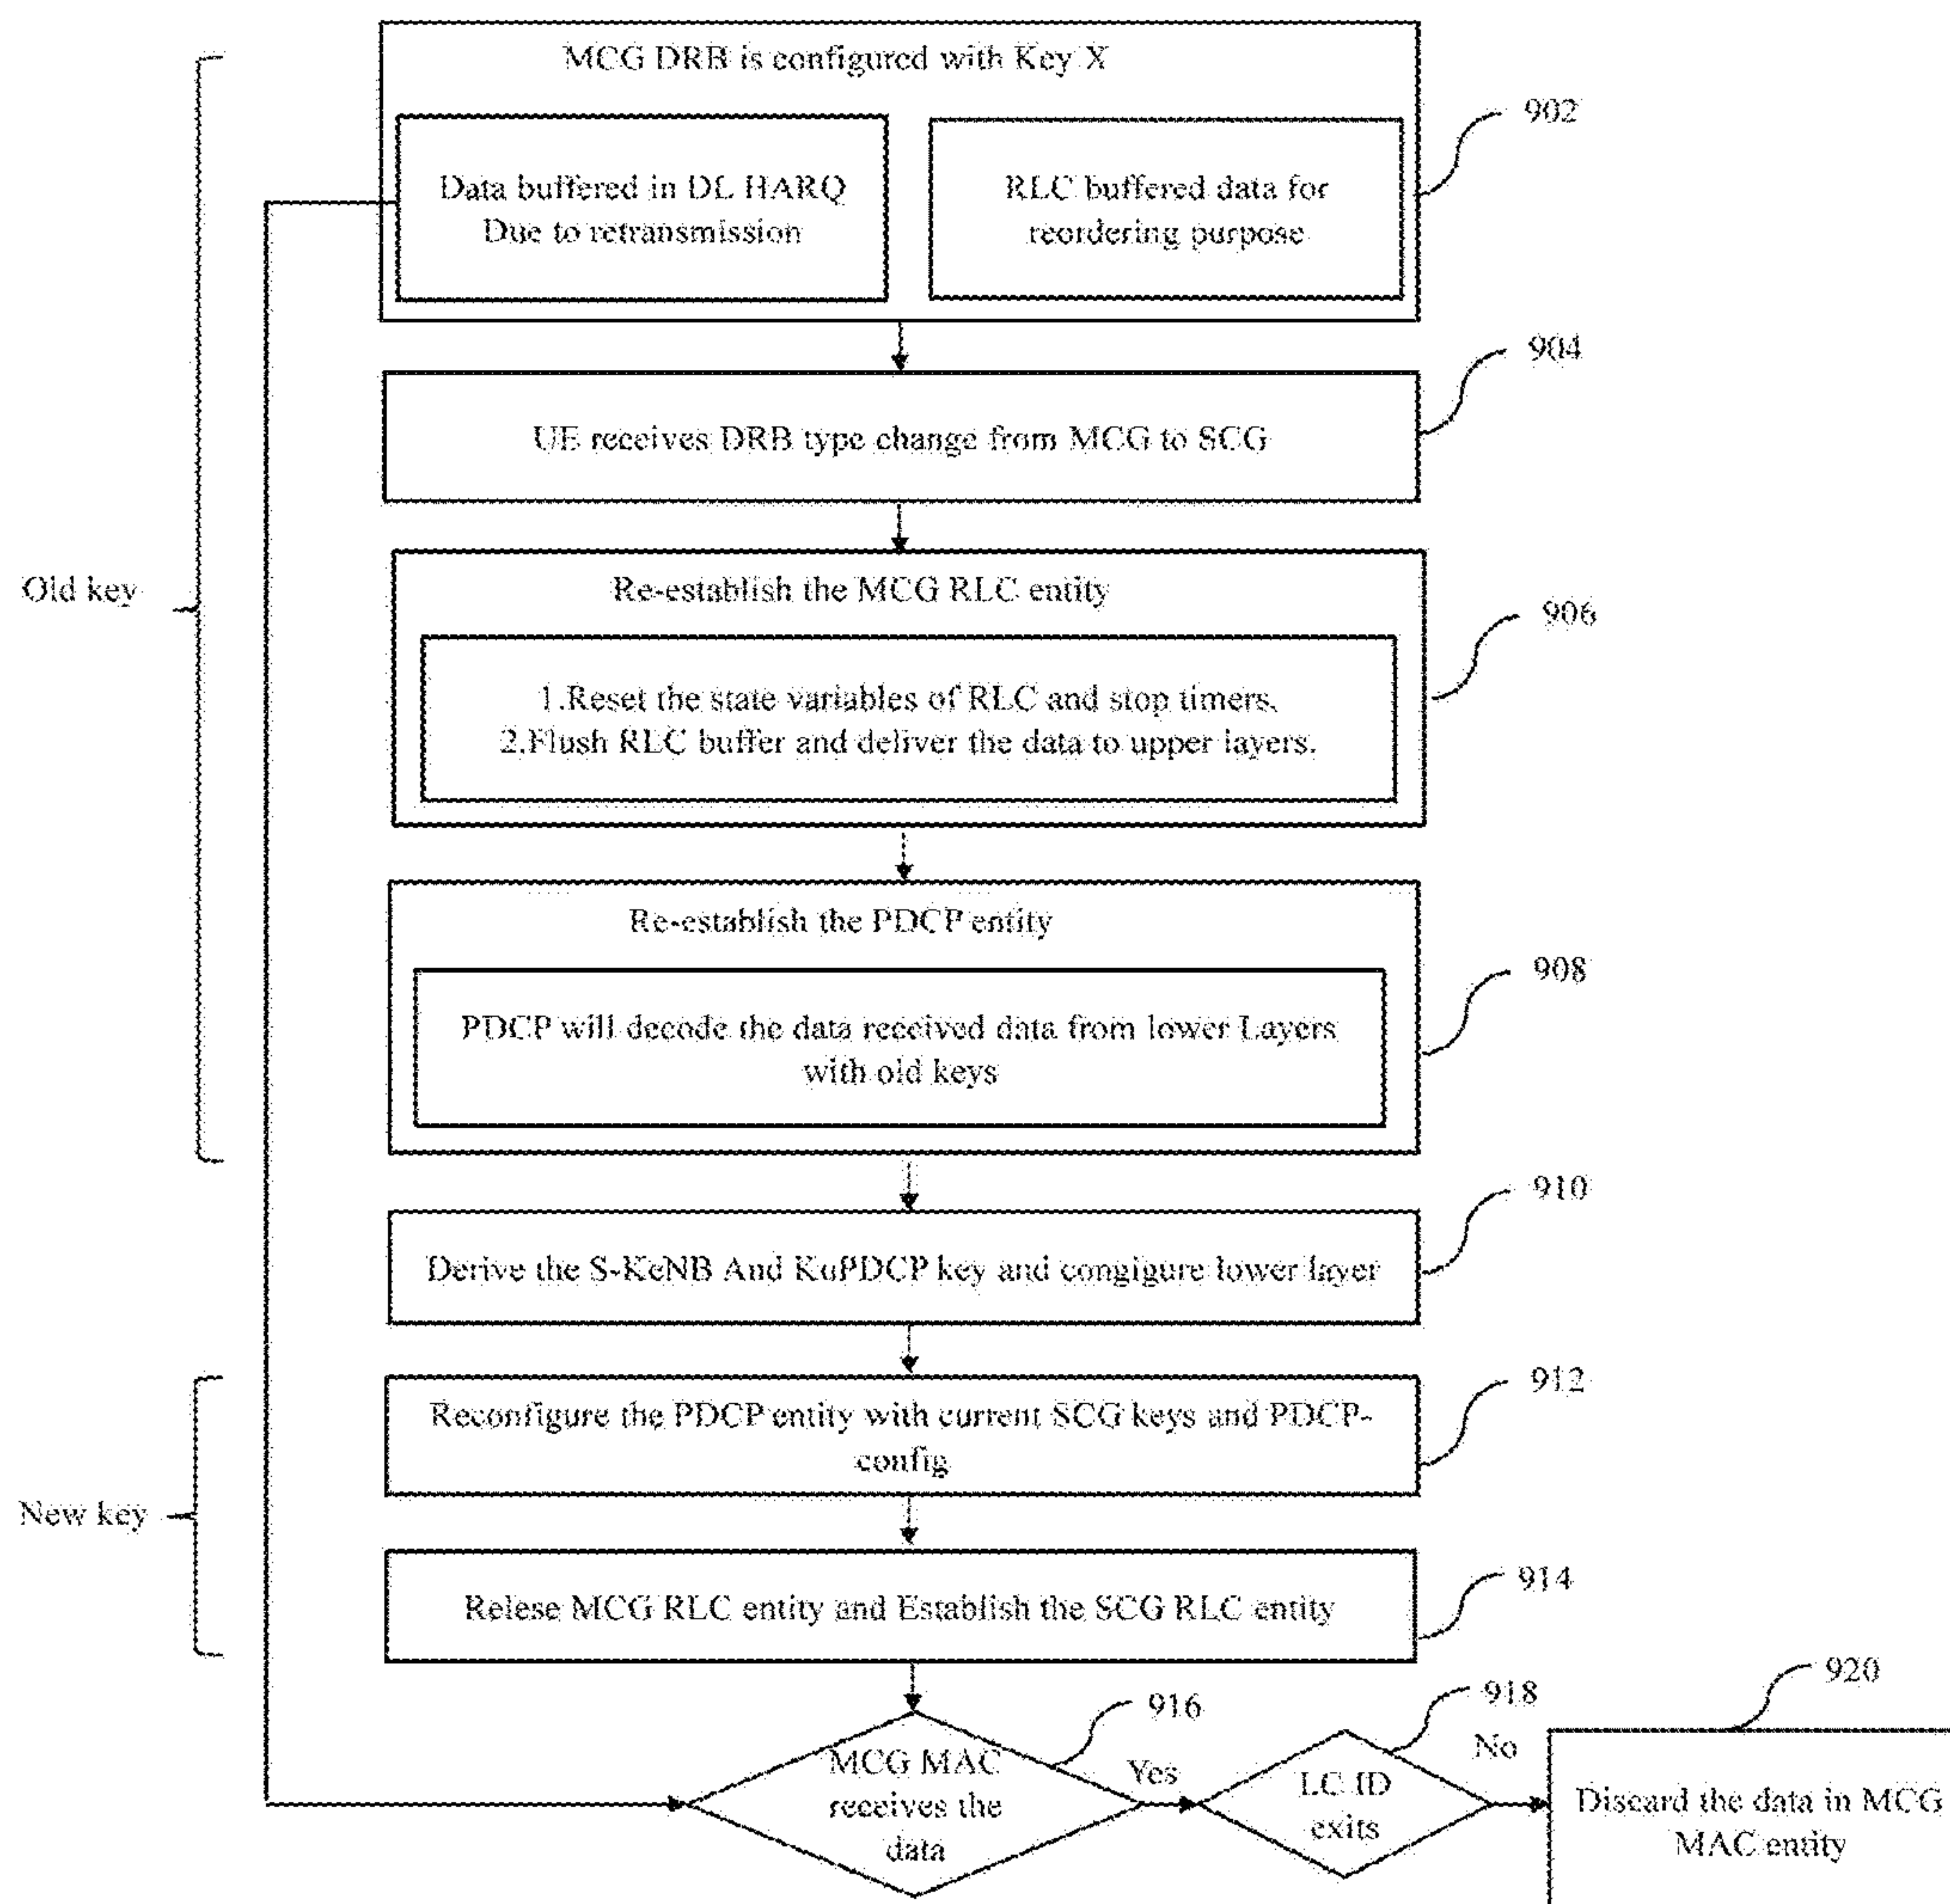 MCG DRB is configured with Key X
902
Data buffered in DL HARQ
Due to retransmission
RLC buffered data for
reordering purpose
904
UE receives DRB type change from MCG to SCG
Old key
Re-establish the MCG RLC entity
906
1.Reset the state variables of RLC and stop timers.
2.Flush RLC buffer and deliver the data to upper layers.
Re-establish the PDCP entity
908
PDCP will decode the data received data from lower Layers
with old keys
910
Derive the S-KeNB And KuPDCP key and congigure lower layer
912
Reconfigure the PDCP entity with current SCG keys and PDCP-
config
New key
914
Relese MCG RLC entity and Establish the SCG RLC entity
916
918
920
MCG MAC
receives the
data
Yes
LC ID
exits
No
Discard the data in MCG
MAC entity